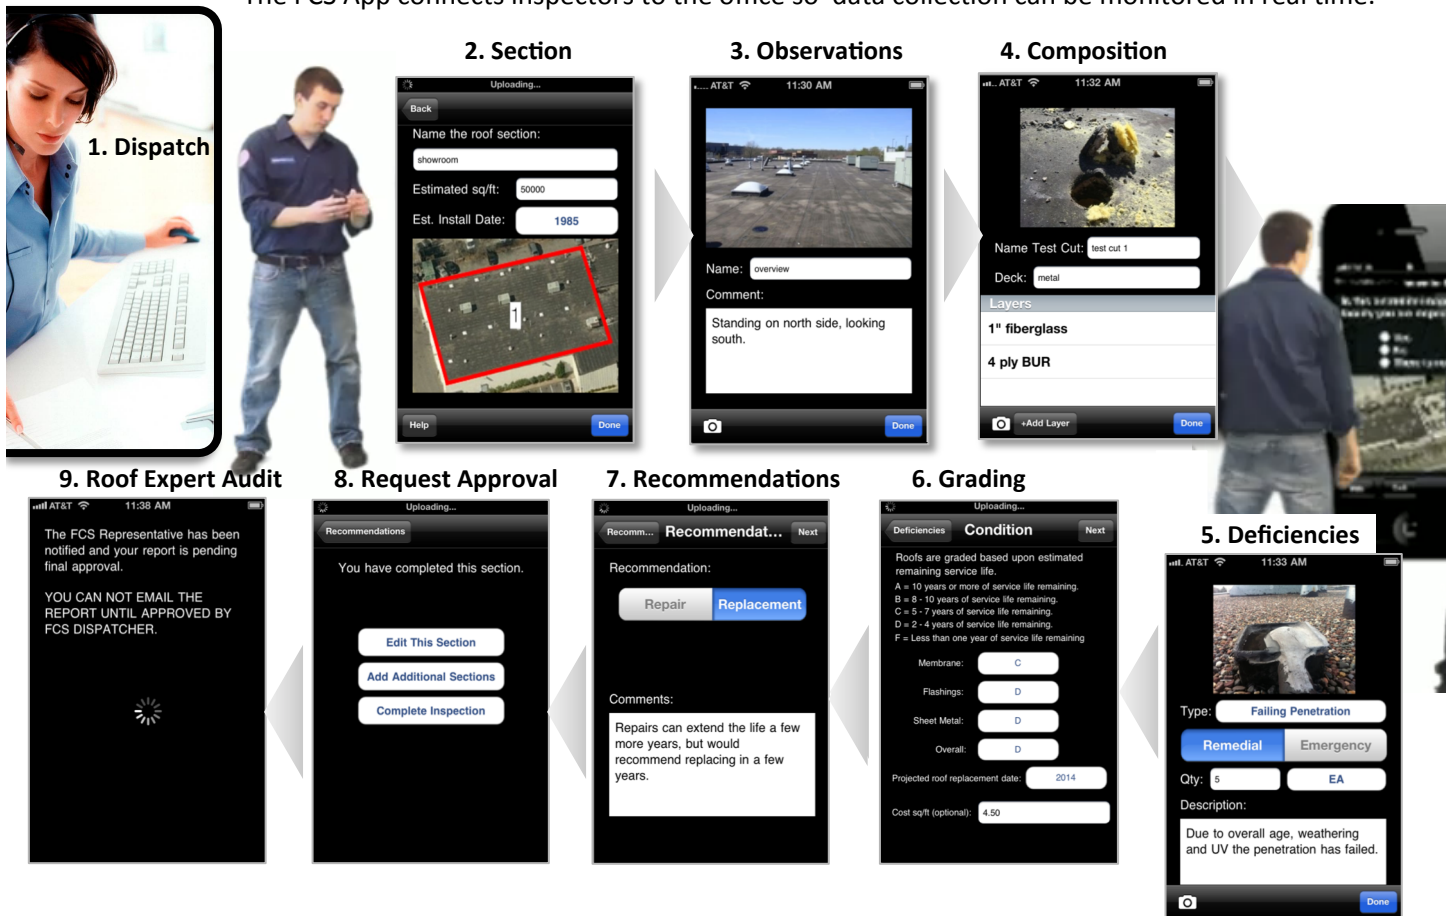 The FCS App connects inspectors to the office so data collection can be monitored in real time.
1. Dispatch
2. Section
Uploading...
Back
Name the roof section:
showroom
Estimated sq/ft: 50000
Est. Install Date: 1985
1
Help Done
3. Observations
AT&T 11:30 AM
Name: overview
Comment:
Standing on north side, looking
south.
Done
4. Composition
AT&T 11:32 AM
Name Test Cut: test cut 1
Deck: metal
Layers
1" fiberglass
4 ply BUR
+Add Layer Done
5. Deficiencies
AT&T 11:33 AM
Type: Failing Penetration
Remedial Emergency
Qty: 5 EA
Description:
Due to overall age, weathering
and UV the penetration has failed.
Done
6. Grading
Uploading...
Deficiencies Condition Next
Roofs are graded based upon estimated
remaining service life.
A = 10 years or more of service life remaining.
B = 8 - 10 years of service life remaining.
C = 5 - 7 years of service life remaining.
D = 2 - 4 years of service life remaining.
F = Less than one year of service life remaining
Membrane: C
Flashings: D
Sheet Metal: D
Overall: D
Projected roof replacement date: 2014
Cost sq/ft (optional): 4.50
7. Recommendations
Uploading...
Recomm... Recommendat... Next
Recommendation:
Repair Replacement
Comments:
Repairs can extend the life a few
more years, but would
recommend replacing in a few
years.
8. Request Approval
Uploading...
Recommendations
You have completed this section.
Edit This Section
Add Additional Sections
Complete Inspection
9. Roof Expert Audit
AT&T 11:38 AM
The FCS Representative has been
notified and your report is pending
final approval.
YOU CAN NOT EMAIL THE
REPORT UNTIL APPROVED BY
FCS DISPATCHER.